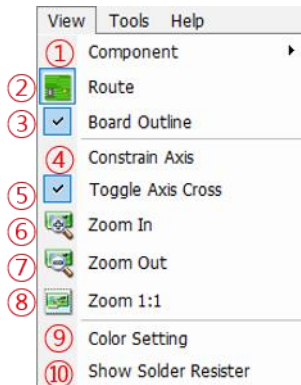 View Tools Help
① Component
② Route
③ Board Outline
④ Constrain Axis
⑤ Toggle Axis Cross
⑥ Zoom In
⑦ Zoom Out
⑧ Zoom 1:1
⑨ Color Setting
⑩ Show Solder Resister